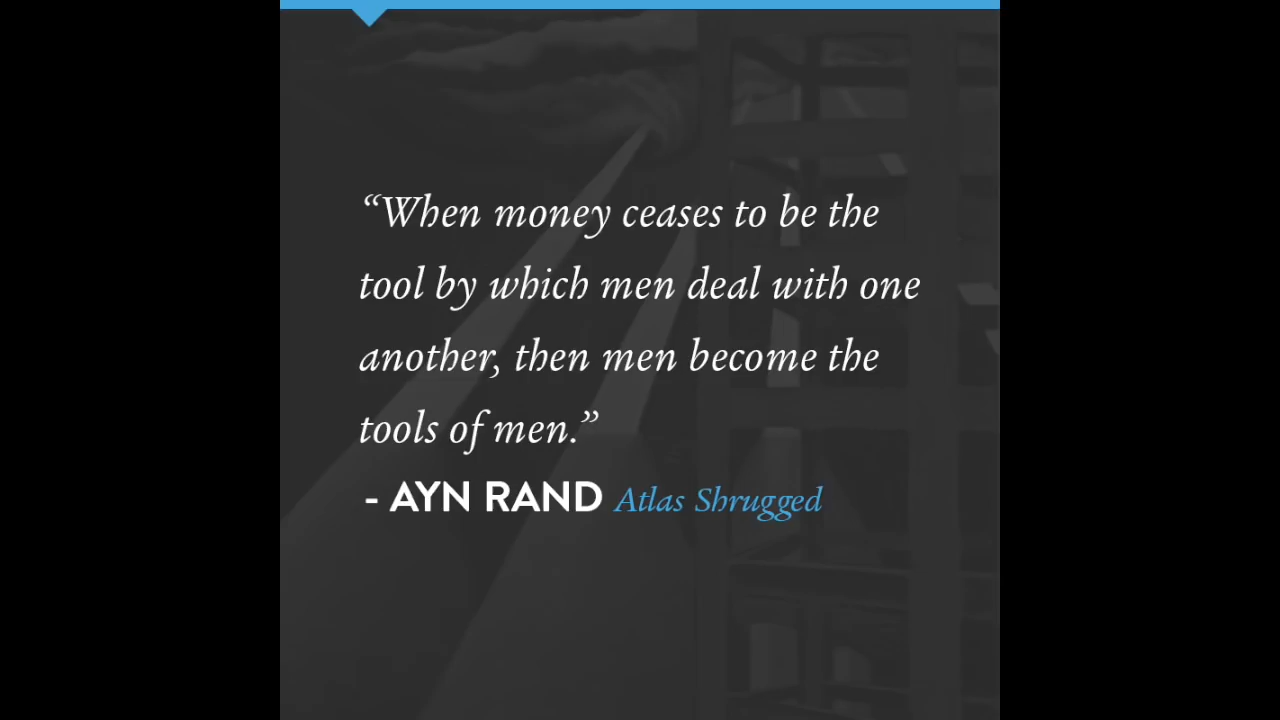 “When money ceases to be the
tool by which men deal with one
another, then men become the
tools of men.”
- AYN RAND Atlas Shrugged